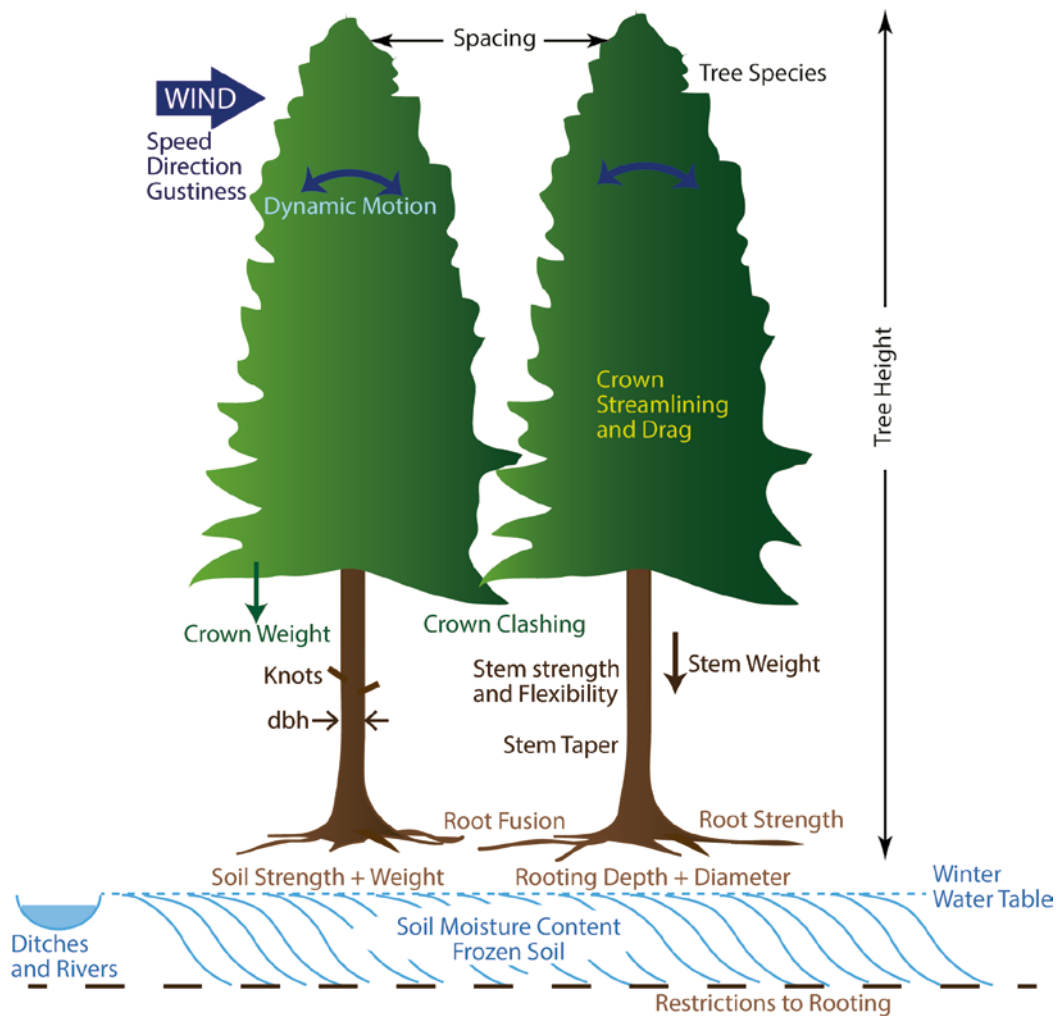 Spacing
Tree Species
WIND
Speed
Direction
Gustiness
Dynamic Motion
Tree Height
Crown
Streamlining
and Drag
Crown Weight
Crown Clashing
Knots
Stem strength
and Flexibility
Stem Weight
dbh
Stem Taper
Root Fusion
Root Strength
Soil Strength + Weight
Rooting Depth + Diameter
Winter
Water Table
Soil Moisture Content
Frozen Soil
Ditches
and Rivers
Restrictions to Rooting